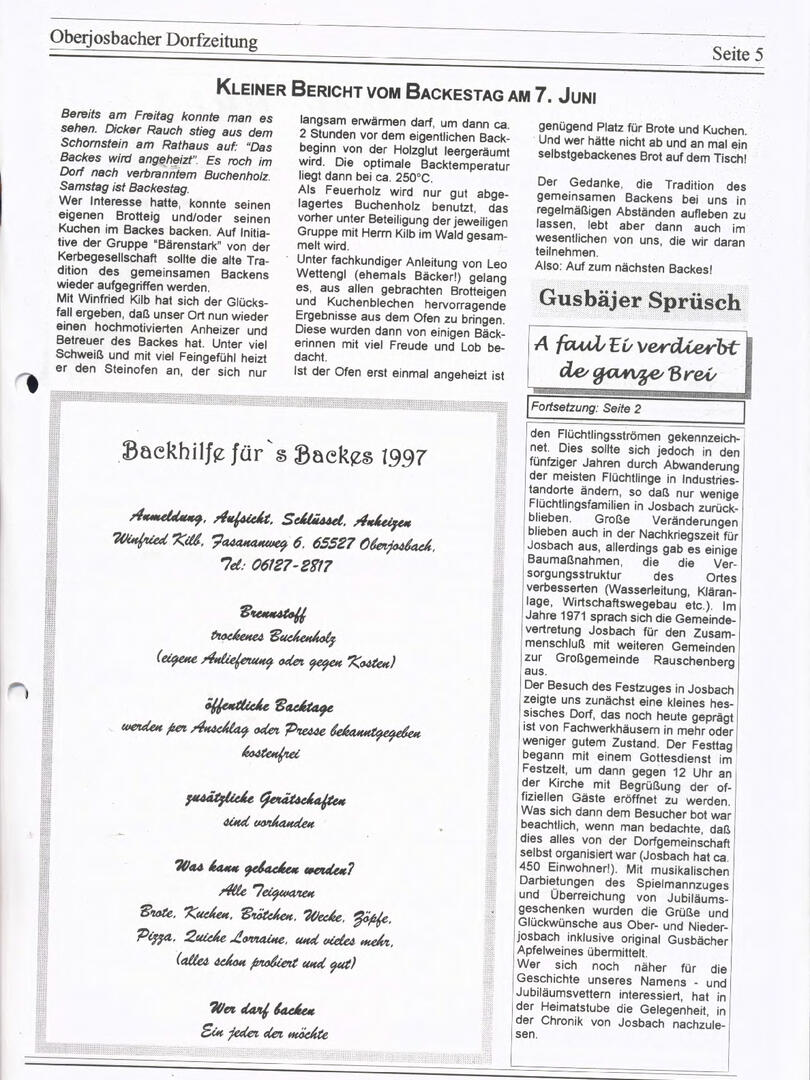 Oberjosbacher Dorfzeitung
Seite 5
KLEINER BERICHT VOM BACKESTAG AM 7. JUNI
Bereits am Freitag konnte man es
sehen. Dicker Rauch stieg aus dem
Schornstein am Rathaus auf: "Das
Backes wird angeheizt". Es roch im
Dorf nach verbranntem Buchenholz.
Samstag ist Backestag.
Wer Interesse hatte, konnte seinen
eigenen Brotteig und/oder seinen
Kuchen im Backes backen. Auf Initia-
tive der Gruppe "Bärenstark" von der
Kerbegesellschaft sollte die alte Tra-
dition des gemeinsamen Backens
wieder aufgegriffen werden.
Mit Winfried Kilb hat sich der Glücks-
fall ergeben, daß unser Ort nun wieder
einen hochmotivierten Anheizer und
Betreuer des Backes hat. Unter viel
Schweiß und mit viel Feingefühl heizt
er den Steinofen an, der sich nur
langsam erwärmen darf, um dann ca.
2 Stunden vor dem eigentlichen Back-
beginn von der Holzglut leergeräumt
wird. Die optimale Backtemperatur
liegt dann bei ca. 250°C.
Als Feuerholz wird nur gut abge-
lagertes Buchenholz benutzt, das
vorher unter Beteiligung der jeweiligen
Gruppe mit Herrn Kilb im Wald gesam-
melt wird.
Unter fachkundiger Anleitung von Leo
Wettengl (ehemals Bäcker!) gelang
es, aus allen gebrachten Brotteigen
und Kuchenblechen hervorragende
Ergebnisse aus dem Ofen zu bringen.
Diese wurden dann von einigen Bäck-
erinnen mit viel Freude und Lob be-
dacht.
Ist der Ofen erst einmal angeheizt ist
genügend Platz für Brote und Kuchen.
Und wer hätte nicht ab und an mal ein
selbstgebackenes Brot auf dem Tisch!
Der Gedanke, die Tradition des
gemeinsamen Backens bei uns in
regelmäßigen Abständen aufleben zu
lassen, lebt aber dann auch im
wesentlichen von uns, die wir daran
teilnehmen.
Also: Auf zum nächsten Backes!
Gusbäjer Sprüsch
A faul Ei verdierbt
de ganze Brei
Fortsetzung: Seite 2
den Flüchtlingsströmen gekennzeich-
net. Dies sollte sich jedoch in den
fünfziger Jahren durch Abwanderung
der meisten Flüchtlinge in Industries-
tandorte ändern, so daß nur wenige
Flüchtlingsfamilien in Josbach zurück-
blieben. Große Veränderungen
blieben auch in der Nachkriegszeit für
Josbach aus, allerdings gab es einige
Baumaßnahmen, die die Ver-
sorgungsstruktur des Ortes
verbesserten (Wasserleitung, Kläran-
lage, Wirtschaftswegebau etc.). Im
Jahre 1971 sprach sich die Gemeinde-
vertretung Josbach für den Zusam-
menschluß mit weiteren Gemeinden
zur Großgemeinde Rauschenberg
aus.
Der Besuch des Festzuges in Josbach
zeigte uns zunächst eine kleines hes-
sisches Dorf, das noch heute geprägt
ist von Fachwerkhäusern in mehr oder
weniger gutem Zustand. Der Festtag
begann mit einem Gottesdienst im
Festzelt, um dann gegen 12 Uhr an
der Kirche mit Begrüßung der of-
fiziellen Gäste eröffnet zu werden.
Was sich dann dem Besucher bot war
beachtlich, wenn man bedachte, daß
dies alles von der Dorfgemeinschaft
selbst organisiert war (Josbach hat ca.
450 Einwohner!). Mit musikalischen
Darbietungen des Spielmannzuges
und Überreichung von Jubiläums-
geschenken wurden die Grüße und
Glückwünsche aus Ober- und Nieder-
josbach inklusive original Gusbächer
Apfelweines übermittelt.
Wer sich noch näher für die
Geschichte unseres Namens - und
Jubiläumsvettern interessiert, hat in
der Heimatstube die Gelegenheit, in
der Chronik von Josbach nachzule-
sen.
Backhilfe für`s Backes 1997
Anmeldung, Aufsicht, Schlüssel, Anheizen
Winfried Kilb, Fasananweg 6, 65527 Oberjosbach,
Tel: 06127-2817
Brennstoff
trockenes Buchenholz
(eigene Anlieferung oder gegen Kosten)
öffentliche Backtage
werden per Anschlag oder Presse bekanntgegeben
kostenfrei
zusätzliche Gerätschaften
sind vorhanden
Was kann gebacken werden?
Alle Teigwaren
Brote, Kuchen, Brötchen, Wecke, Zöpfe,
Pizza, Quiche Lorraine, und vieles mehr,
(alles schon probiert und gut)
Wer darf backen
Ein jeder der möchte